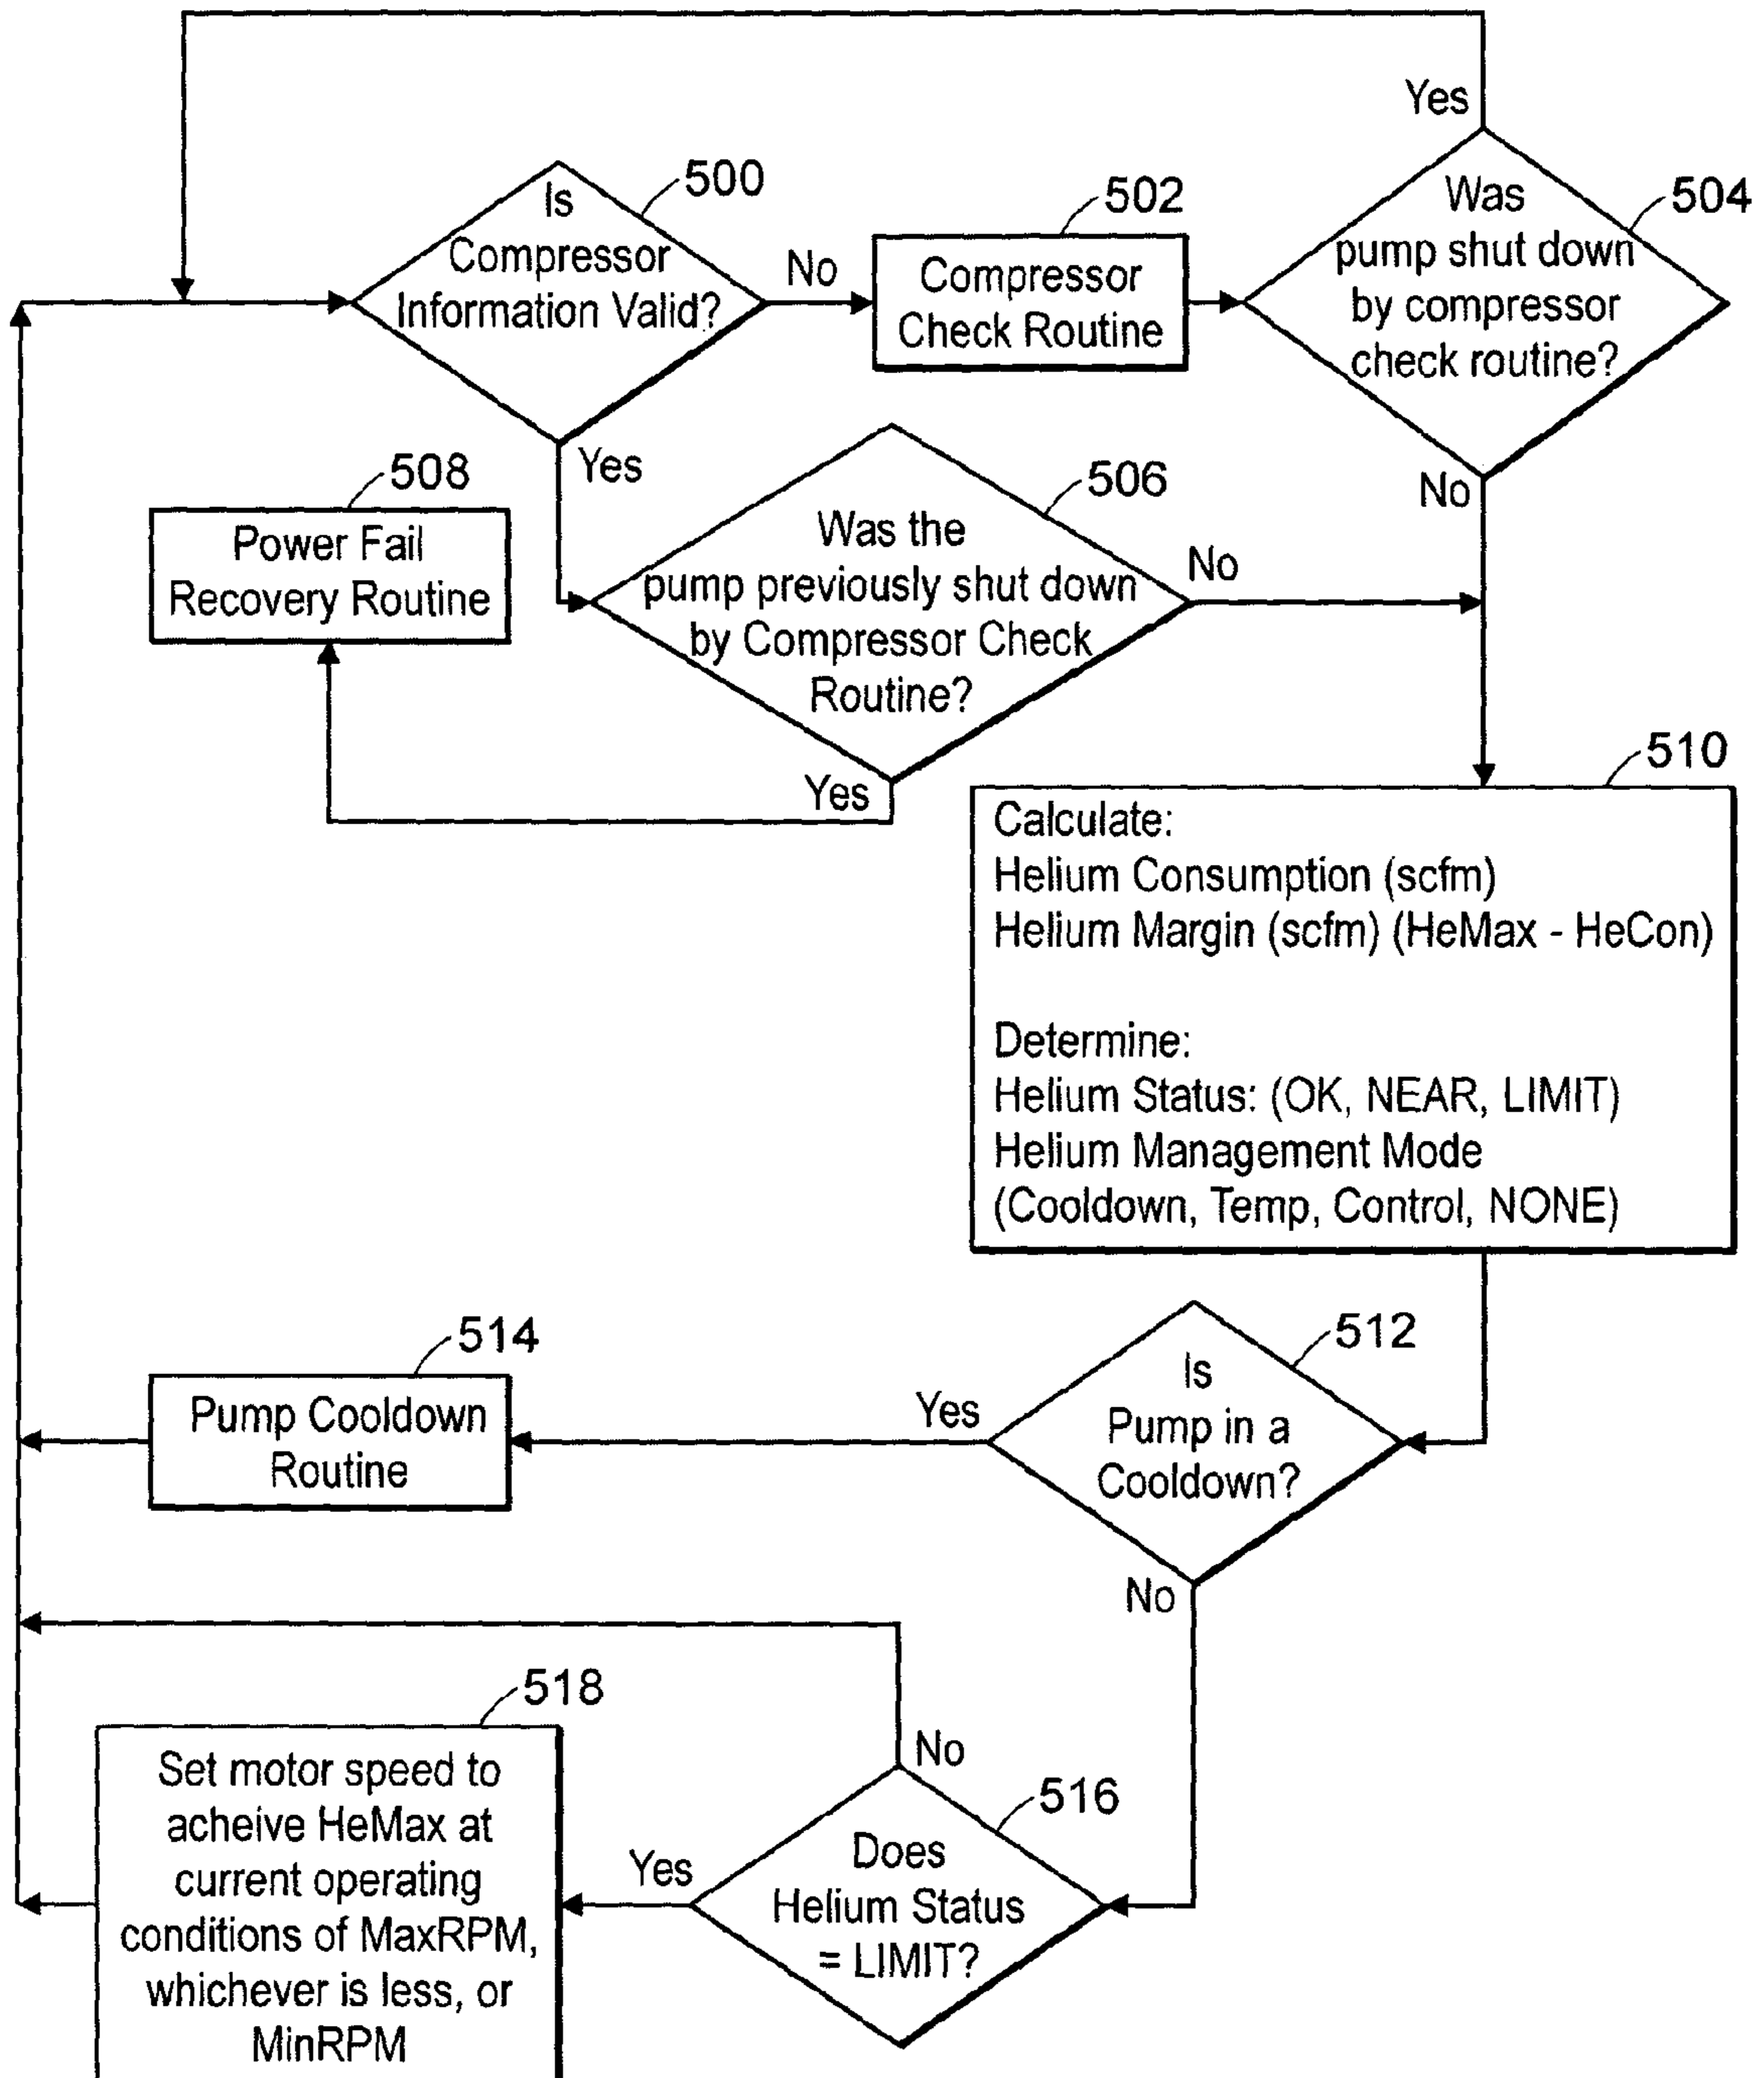 Yes
500
Is
Compressor
Information Valid?
No
502
Compressor
Check Routine
504
Was
pump shut down
by compressor
check routine?
Yes
No
508
Power Fail
Recovery Routine
506
Was the
pump previously shut down
by Compressor Check
Routine?
No
Yes
510
Calculate:
Helium Consumption (scfm)
Helium Margin (scfm) (HeMax - HeCon)
Determine:
Helium Status: (OK, NEAR, LIMIT)
Helium Management Mode
(Cooldown, Temp, Control, NONE)
514
Pump Cooldown
Routine
Yes
512
Is
Pump in a
Cooldown?
No
518
Set motor speed to
acheive HeMax at
current operating
conditions of MaxRPM,
whichever is less, or
MinRPM
Yes
No
516
Does
Helium Status
= LIMIT?